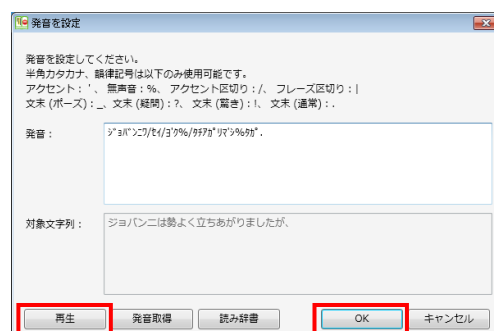 発音を設定
発音を設定してください。
半角カタカナ、韻律記号は以下のみ使用可能です。
アクセント：'、 無声音：%、 アクセント区切り：/、 フレーズ区切り：|
文末 (ポーズ)：_、文末 (疑問)：?、 文末 (驚き)：!、 文末 (通常)：.
発音：
ｼﾞｮﾊﾞﾝﾆﾜ/ｾｲ/ﾖ'ｸ%/ﾀﾁｱｶﾞﾘﾏ'ｼ%ﾀｶﾞ.
対象文字列：
ジョバンニは勢よく立ちあがりましたが、
再生
発音取得
読み辞書
OK
キャンセル